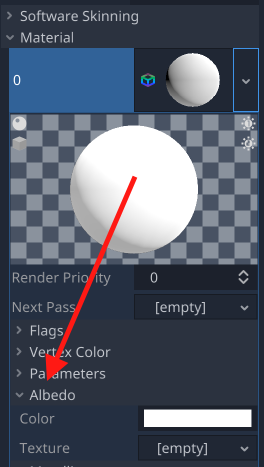 Software Skinning
Material
0
Render Priority 0
Next Pass [empty]
Flags
Vertex Color
Parameters
Albedo
Color
Texture [empty]